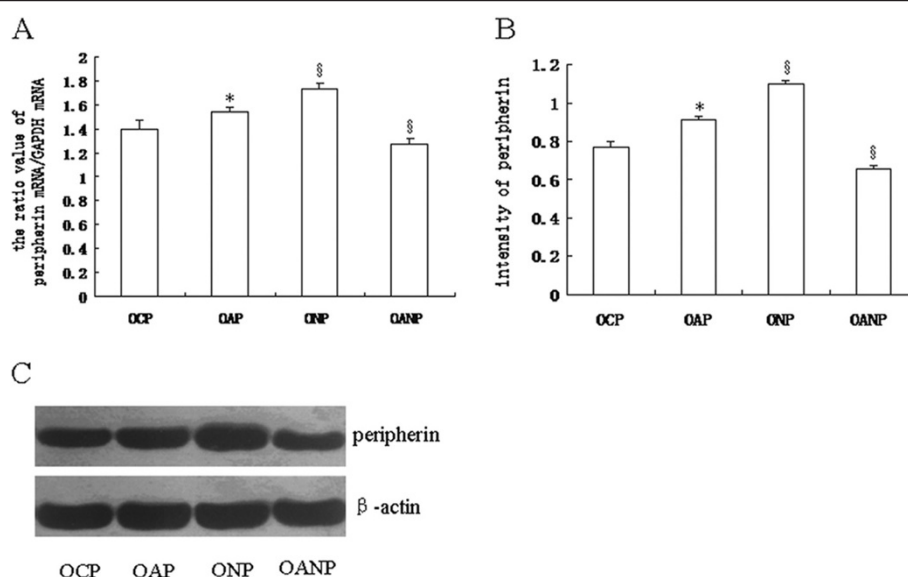 A
the ratio value of
peripherin mRNA/GAPDH mRNA
2
1.8
1.6
1.4
1.2
1
0.8
0.6
0.4
0.2
0
*
§
§
OCP OAP ONP OANP
B
intensity of peripherin
1.2
1
0.8
0.6
0.4
0.2
0
*
§
§
OCP OAP ONP OANP
C
peripherin
β-actin
OCP OAP ONP OANP